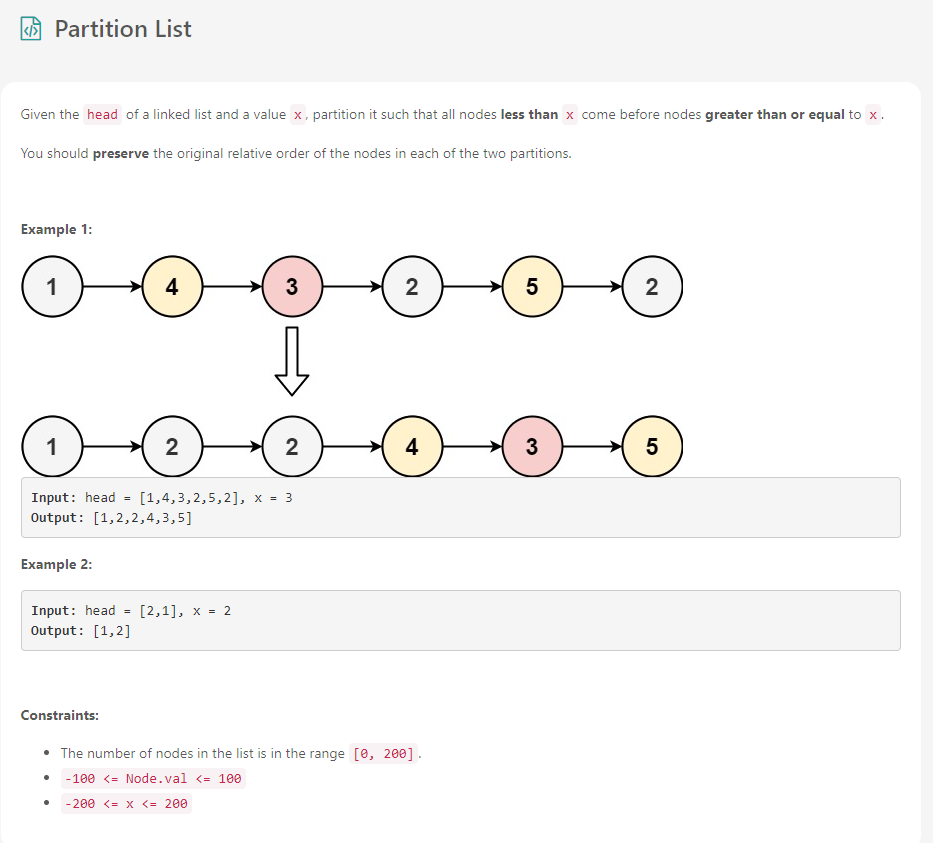 Partition List
Given the head of a linked list and a value x, partition it such that all nodes less than x come before nodes greater than or equal to x.
You should preserve the original relative order of the nodes in each of the two partitions.
Example 1:
1 4 3 2 5 2
1 2 2 4 3 5
Input: head = [1,4,3,2,5,2], x = 3
Output: [1,2,2,4,3,5]
Example 2:
Input: head = [2,1], x = 2
Output: [1,2]
Constraints:
• The number of nodes in the list is in the range [0, 200].
• -100 <= Node.val <= 100
• -200 <= x <= 200